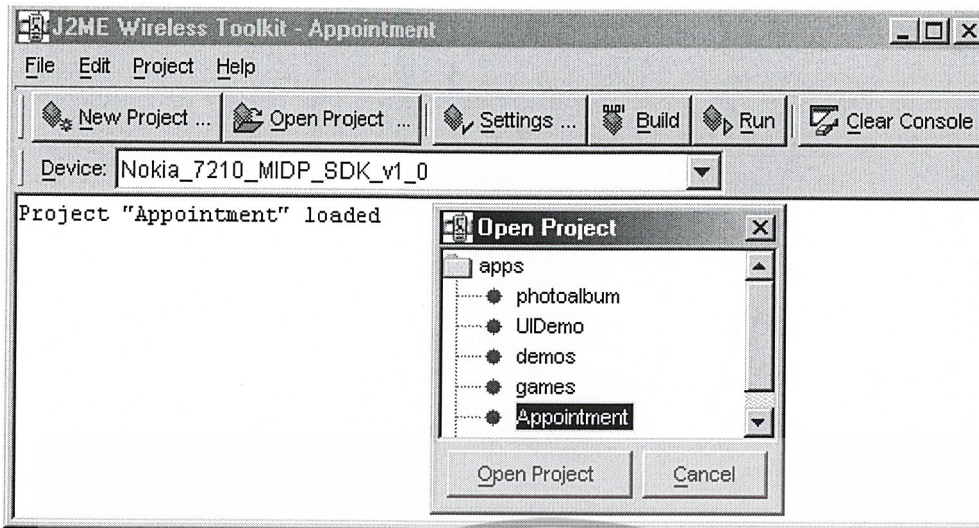 J2ME Wireless Toolkit - Appointment
File Edit Project Help
New Project ... Open Project ... Settings ... Build Run Clear Console
Device: Nokia_7210_MIDP_SDK_v1_0
Project "Appointment" loaded
Open Project
apps
photoalbum
UIDemo
demos
games
Appointment
Open Project Cancel